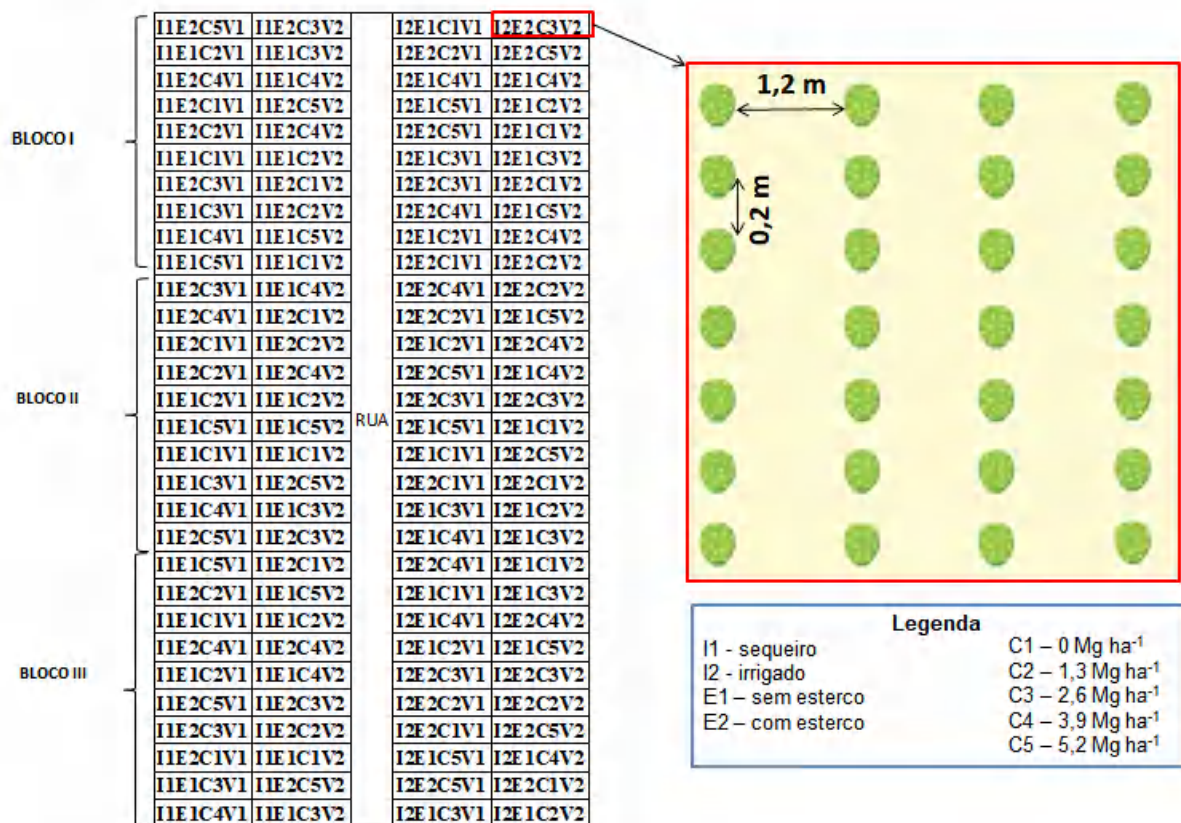 I1E2C5V1 I1E2C3V2 I2E1C1V1 I2E2C3V2
I1E1C2V1 I1E1C3V2 I2E2C2V1 I2E2C5V2
I1E2C4V1 I1E1C4V2 I2E1C4V1 I2E1C4V2
I1E2C1V1 I1E2C5V2 I2E1C5V1 I2E1C2V2
BLOCO I
I1E2C2V1 I1E2C4V2 I2E2C5V1 I2E1C1V2
I1E1C1V1 I1E1C2V2 I2E1C3V1 I2E1C3V2
I1E2C3V1 I1E2C1V2 I2E2C3V1 I2E2C1V2
I1E1C3V1 I1E2C2V2 I2E2C4V1 I2E1C5V2
I1E1C4V1 I1E1C5V2 I2E1C2V1 I2E2C4V2
I1E1C5V1 I1E1C1V2 I2E2C1V1 I2E2C2V2
I1E2C3V1 I1E1C4V2 I2E2C4V1 I2E2C2V2
I1E2C4V1 I1E2C1V2 I2E2C2V1 I2E1C5V2
I1E2C1V1 I1E2C2V2 I2E1C2V1 I2E2C4V2
I1E2C2V1 I1E2C4V2 I2E2C5V1 I2E1C4V2
BLOCO II
I1E1C2V1 I1E1C2V2 I2E2C3V1 I2E2C3V2
RUA
I1E1C5V1 I1E1C5V2 I2E1C5V1 I2E1C1V2
I1E1C1V1 I1E1C1V2 I2E1C1V1 I2E2C5V2
I1E1C3V1 I1E2C5V2 I2E2C1V1 I2E2C1V2
I1E1C4V1 I1E1C3V2 I2E1C3V1 I2E1C2V2
I1E2C5V1 I1E2C3V2 I2E1C4V1 I2E1C3V2
I1E1C5V1 I1E2C1V2 I2E2C4V1 I2E1C1V2
I1E2C2V1 I1E1C5V2 I2E1C1V1 I2E1C3V2
I1E1C1V1 I1E1C2V2 I2E1C4V1 I2E2C4V2
I1E2C4V1 I1E2C4V2 I2E1C2V1 I2E1C5V2
BLOCO III
I1E1C2V1 I1E1C4V2 I2E2C3V1 I2E2C3V2
I1E2C5V1 I1E2C3V2 I2E2C2V1 I2E2C2V2
I1E2C3V1 I1E2C2V2 I2E2C1V1 I2E2C5V2
I1E2C1V1 I1E1C1V2 I2E1C5V1 I2E1C4V2
I1E1C3V1 I1E2C5V2 I2E2C5V1 I2E2C1V2
I1E1C4V1 I1E1C3V2 I2E1C3V1 I2E1C2V2
1,2 m
0,2 m
Legenda
I1 - sequeiro
I2 - irrigado
E1 – sem esterco
E2 – com esterco
C1 – 0 Mg ha⁻¹
C2 – 1,3 Mg ha⁻¹
C3 – 2,6 Mg ha⁻¹
C4 – 3,9 Mg ha⁻¹
C5 – 5,2 Mg ha⁻¹